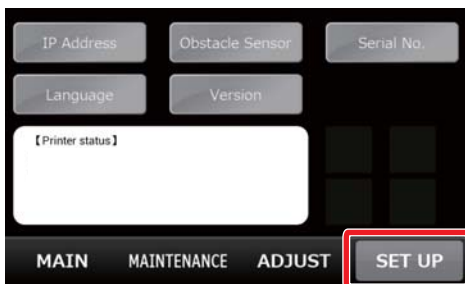 IP Address Obstacle Sensor Serial No.
Language Version
【Printer status】
MAIN MAINTENANCE ADJUST SET UP